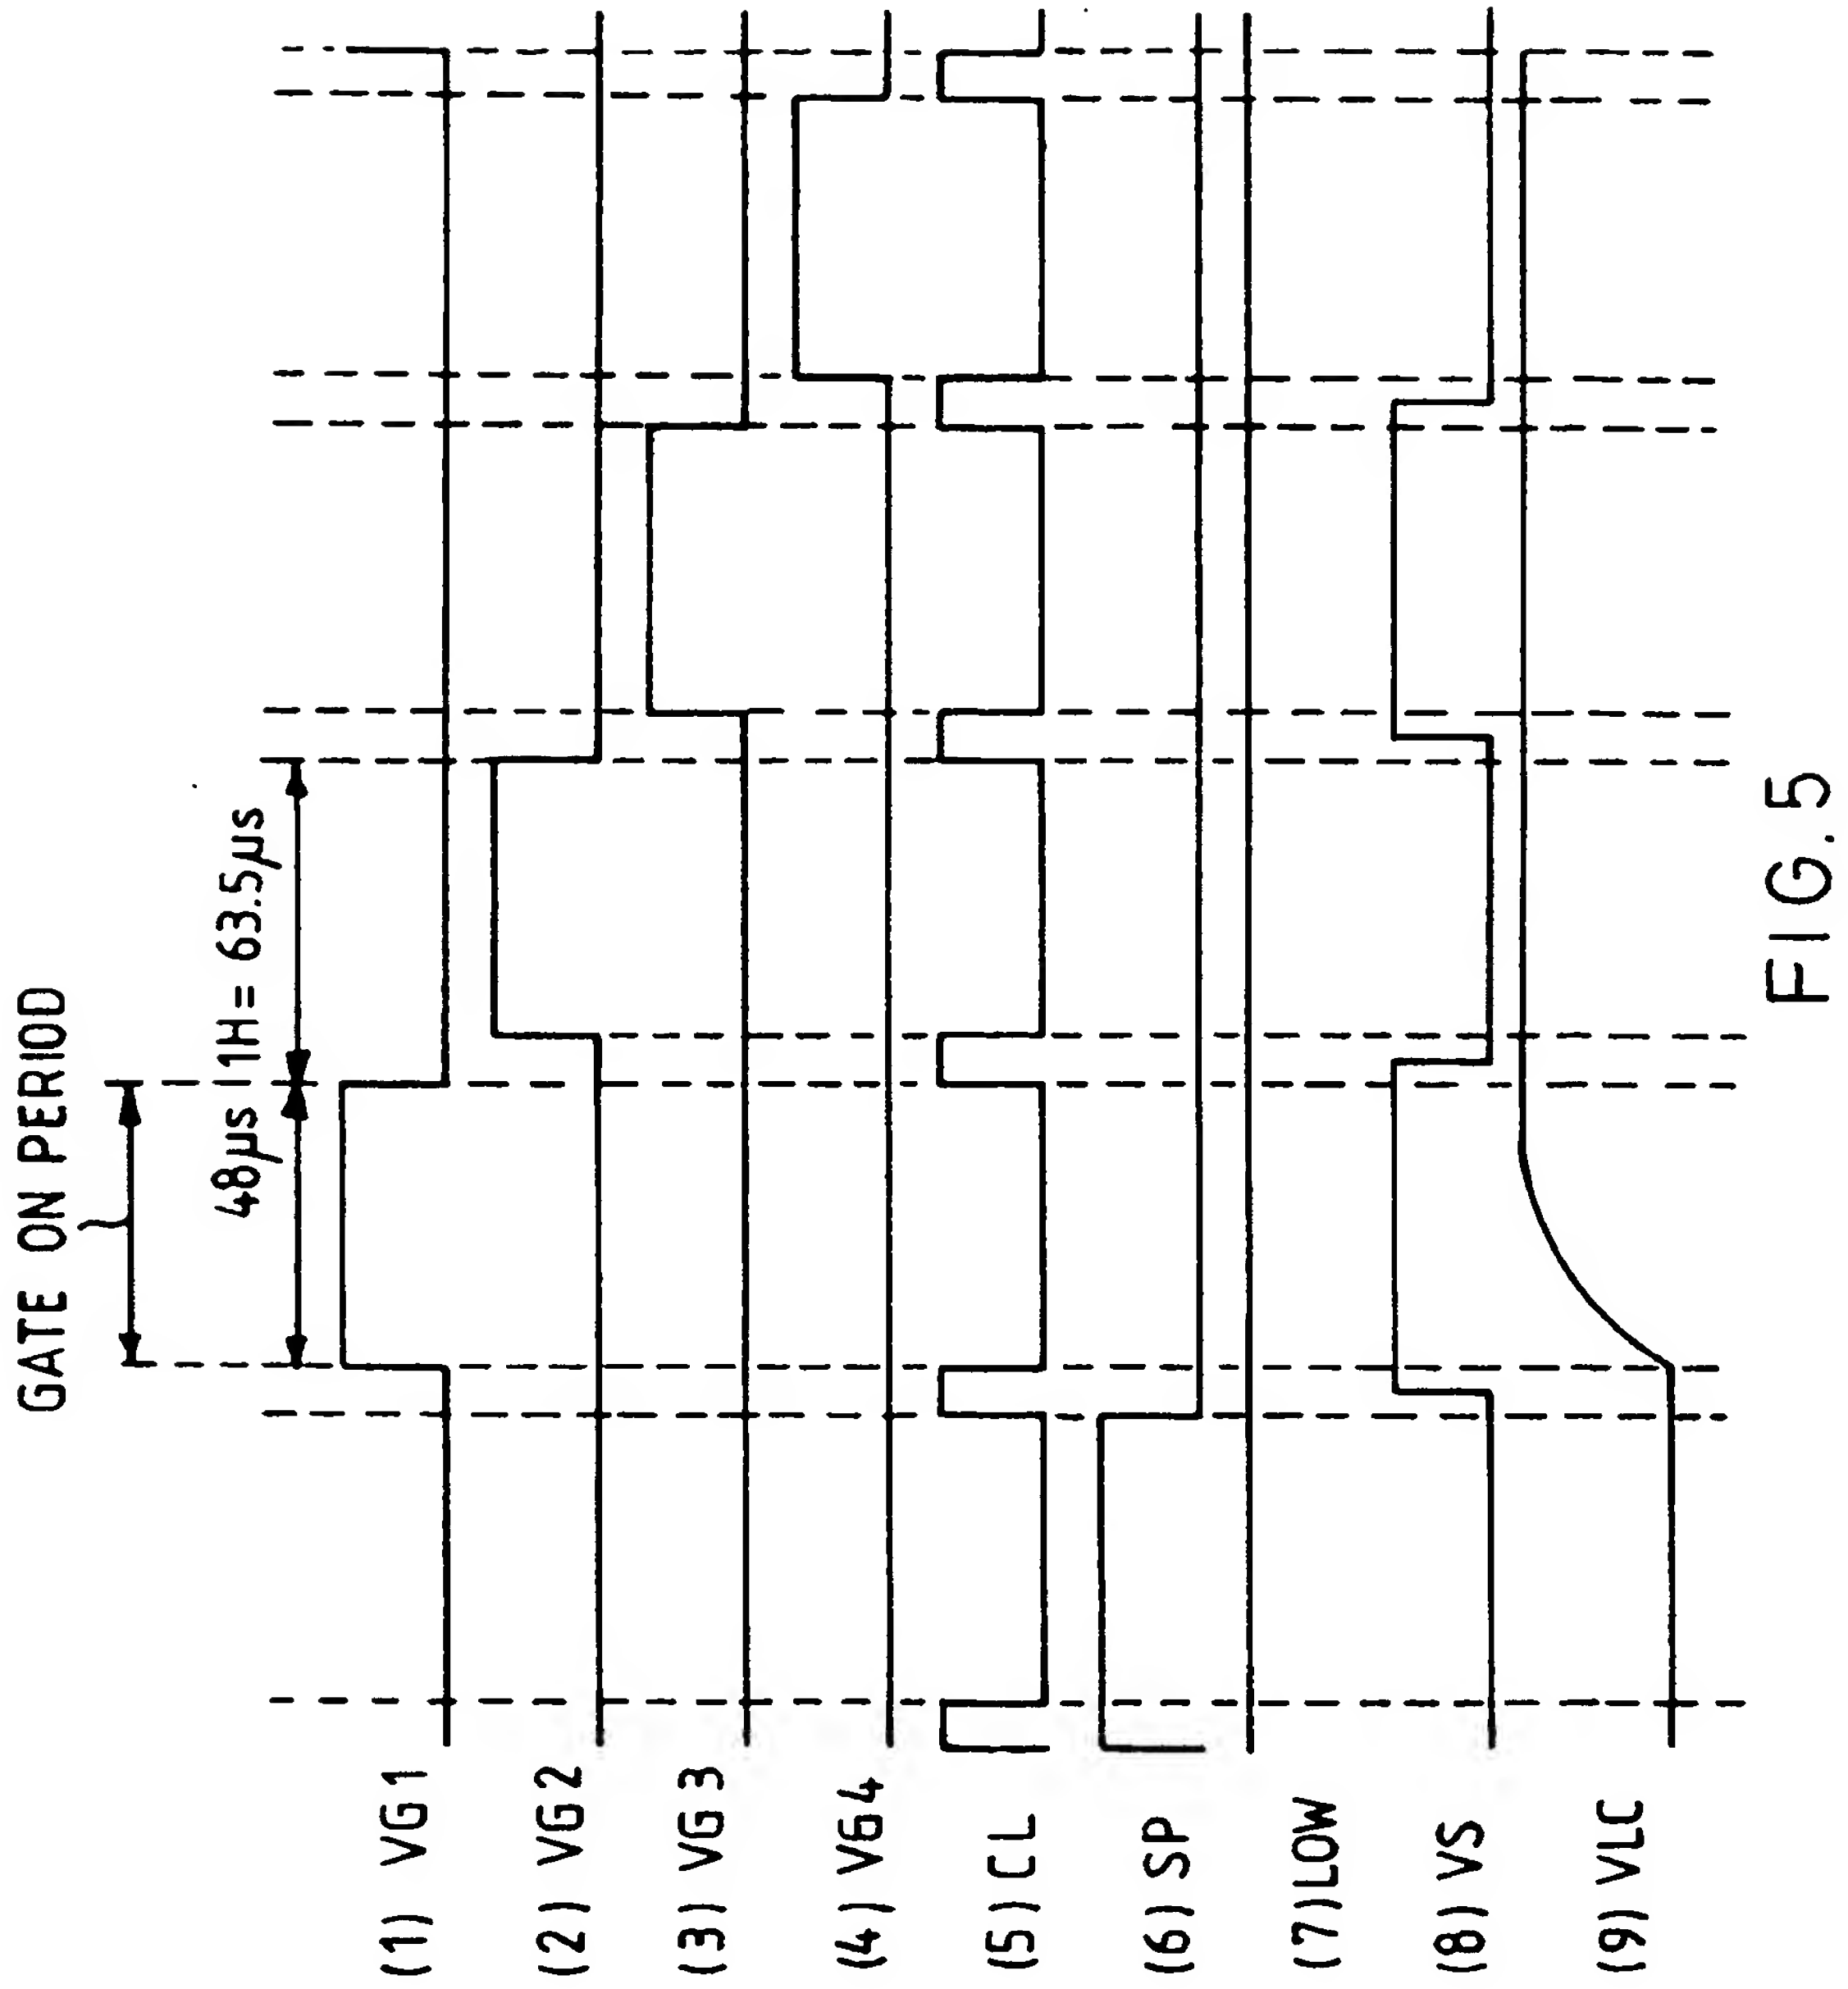 GATE ON PERIOD
48µs 1H= 63.5µs
(1) VG1
(2) VG2
(3) VG3
(4) VG4
(5) CL
(6) SP
(7) LOW
(8) VS
(9) VLC
FIG. 5